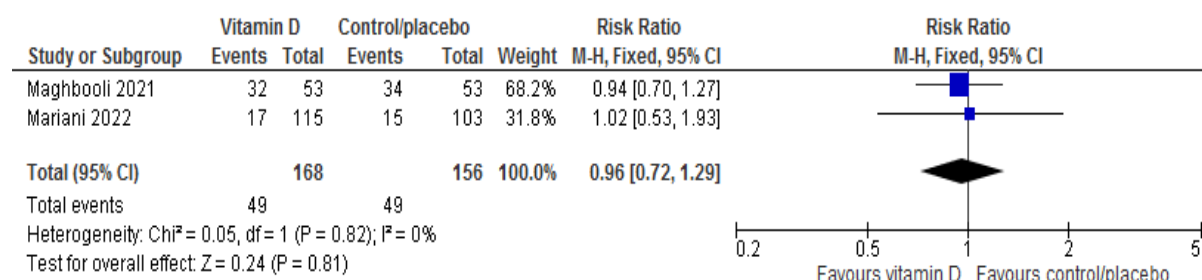 Vitamin D Control/placebo Risk Ratio Risk Ratio
Study or Subgroup Events Total Events Total Weight M-H, Fixed, 95% CI M-H, Fixed, 95% CI
Maghbooli 2021 32 53 34 53 68.2% 0.94 [0.70, 1.27]
Mariani 2022 17 115 15 103 31.8% 1.02 [0.53, 1.93]
Total (95% CI) 168 156 100.0% 0.96 [0.72, 1.29]
Total events 49 49
Heterogeneity: Chi² = 0.05, df = 1 (P = 0.82); I² = 0%
Test for overall effect: Z = 0.24 (P = 0.81)
0.2 0.5 1 2 5
Favours vitamin D Favours control/placebo